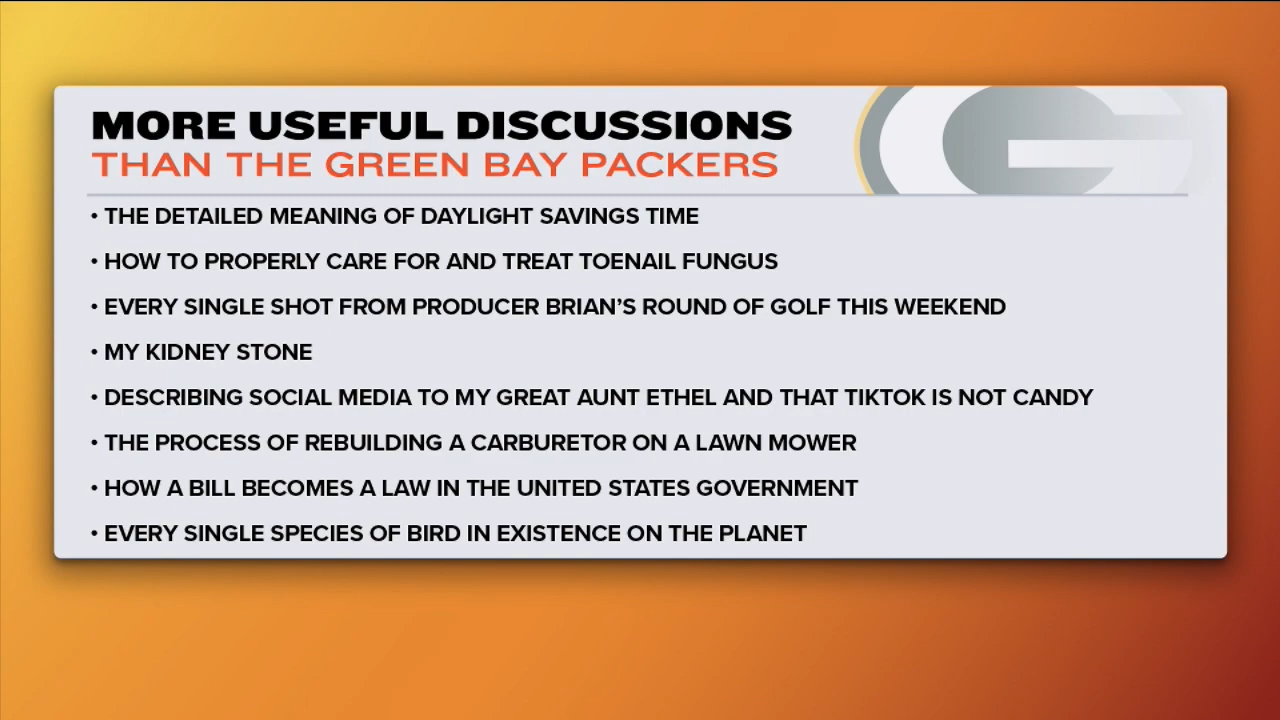 MORE USEFUL DISCUSSIONS
THAN THE GREEN BAY PACKERS
G
• THE DETAILED MEANING OF DAYLIGHT SAVINGS TIME
• HOW TO PROPERLY CARE FOR AND TREAT TOENAIL FUNGUS
• EVERY SINGLE SHOT FROM PRODUCER BRIAN’S ROUND OF GOLF THIS WEEKEND
• MY KIDNEY STONE
• DESCRIBING SOCIAL MEDIA TO MY GREAT AUNT ETHEL AND THAT TIKTOK IS NOT CANDY
• THE PROCESS OF REBUILDING A CARBURETOR ON A LAWN MOWER
• HOW A BILL BECOMES A LAW IN THE UNITED STATES GOVERNMENT
• EVERY SINGLE SPECIES OF BIRD IN EXISTENCE ON THE PLANET